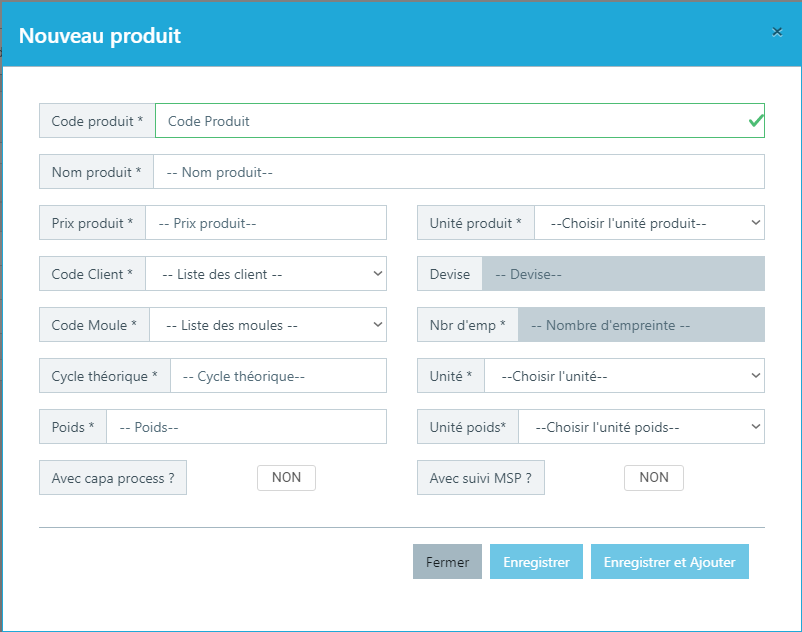 Nouveau produit ×
Code produit * Code Produit
Nom produit * -- Nom produit--
Prix produit * -- Prix produit-- Unité produit * --Choisir l'unité produit--
Code Client * -- Liste des client -- Devise -- Devise--
Code Moule * -- Liste des moules -- Nbr d'emp * -- Nombre d'empreinte --
Cycle théorique * -- Cycle théorique-- Unité * --Choisir l'unité--
Poids * -- Poids-- Unité poids* --Choisir l'unité poids--
Avec capa process ? NON Avec suivi MSP ? NON
Fermer Enregistrer Enregistrer et Ajouter